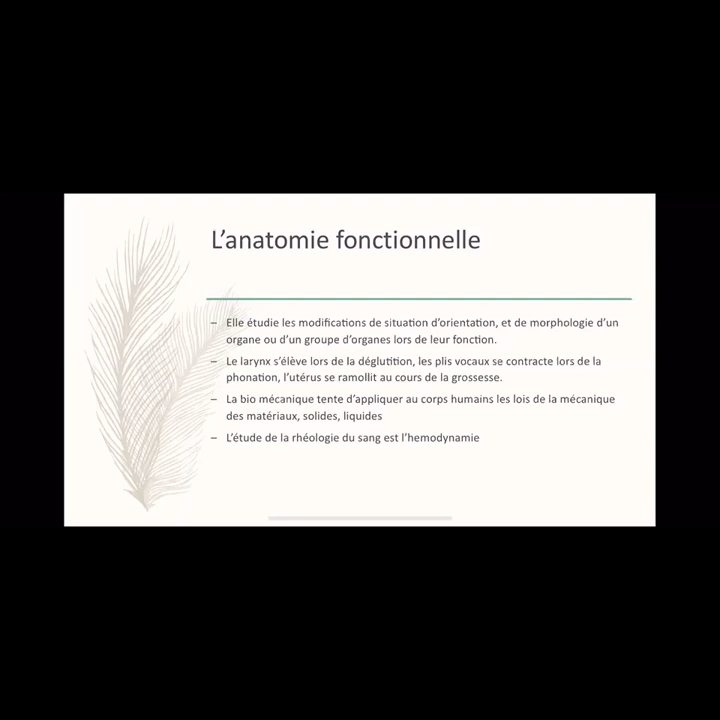 L'anatomie fonctionnelle
– Elle étudie les modifications de situation d'orientation, et de morphologie d'un
organe ou d'un groupe d'organes lors de leur fonction.
– Le larynx s'élève lors de la déglutition, les plis vocaux se contracte lors de la
phonation, l'utérus se ramollit au cours de la grossesse.
– La bio mécanique tente d'appliquer au corps humains les lois de la mécanique
des matériaux, solides, liquides
– L'étude de la rhéologie du sang est l'hemodynamie